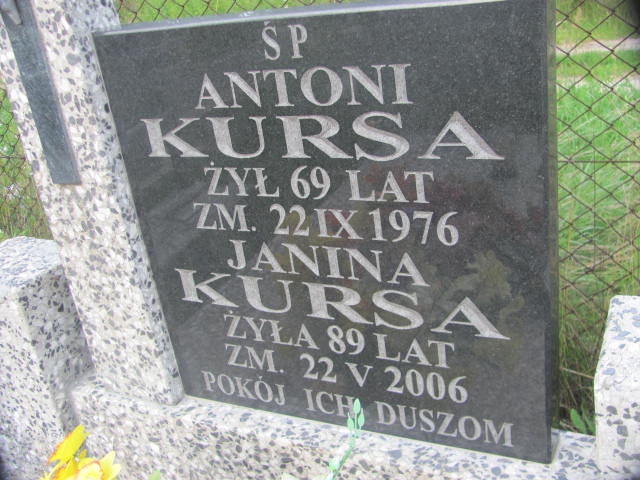 ŚP
ANTONI
KURSA
ŻYŁ 69 LAT
ZM. 22 IX 1976
JANINA
KURSA
ŻYŁA 89 LAT
ZM. 22 V 2006
POKÓJ ICH DUSZOM